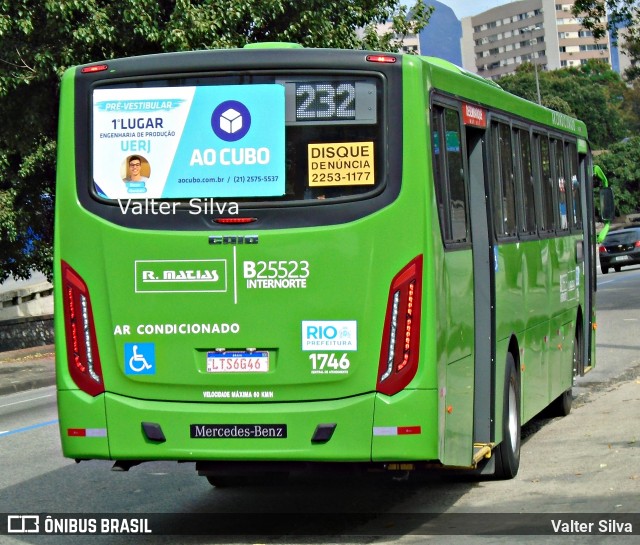 PRÉ-VESTIBULAR
1°LUGAR
ENGENHARIA DE PRODUÇÃO
UERJ
AO CUBO
aocubo.com.br / (21) 2575-5537
232
DISQUE
DENÚNCIA
2253-1177
Valter Silva
R. MATIAS
B25523
INTERNORTE
AR CONDICIONADO
RIO
PREFEITURA
1746
LTS6G46
VELOCIDADE MÁXIMA 60 KM/H
Mercedes-Benz
ÔNIBUS BRASIL
Valter Silva